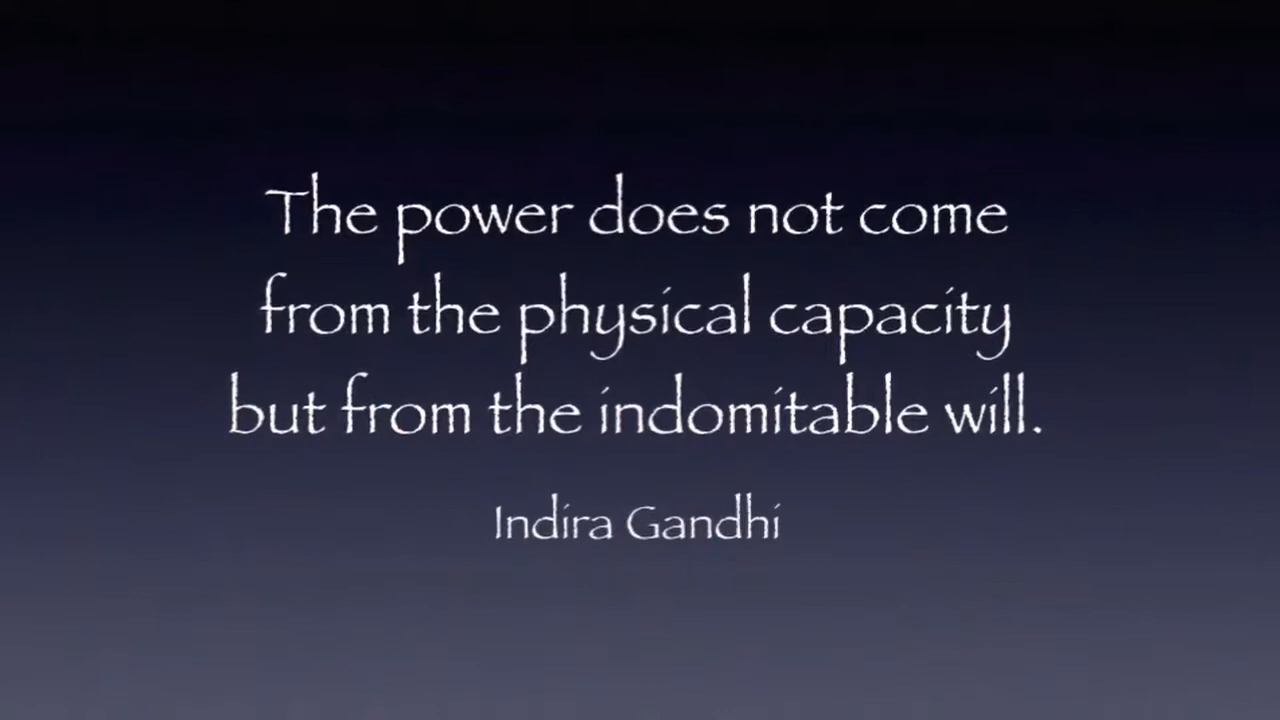 The power does not come
from the physical capacity
but from the indomitable will.
Indira Gandhi